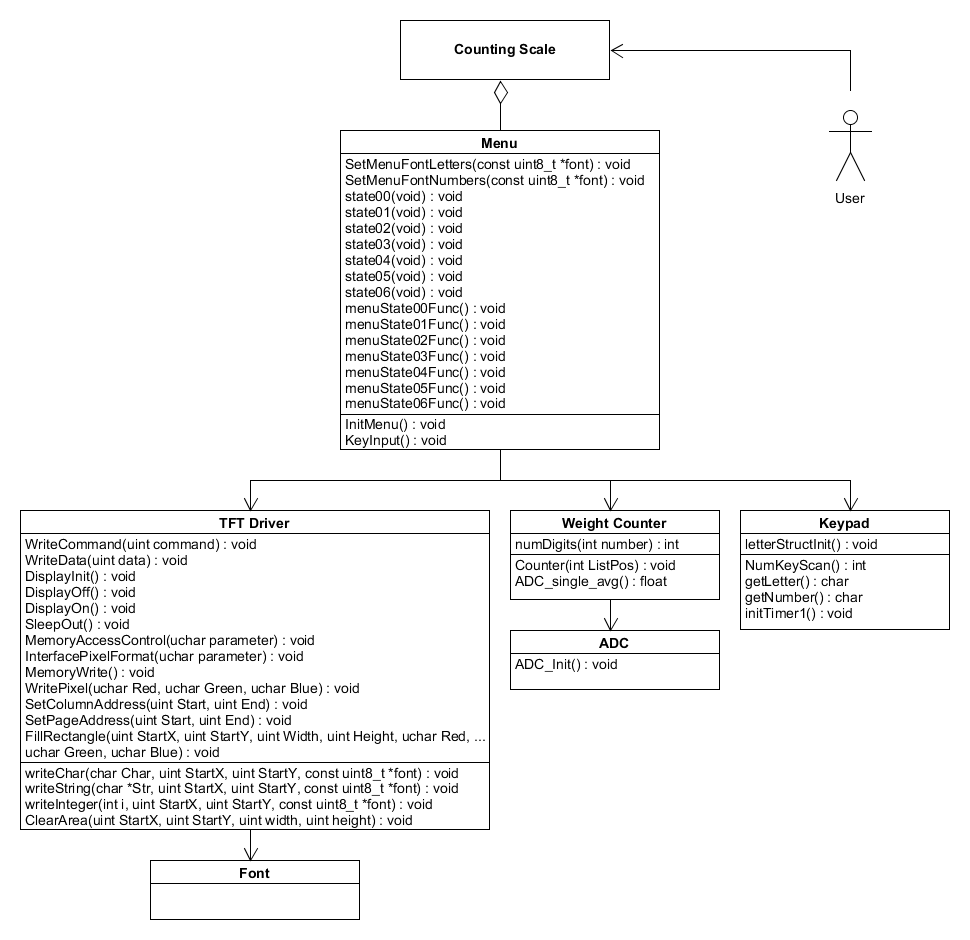 Counting Scale
User
Menu
SetMenuFontLetters(const uint8_t *font) : void
SetMenuFontNumbers(const uint8_t *font) : void
state00(void) : void
state01(void) : void
state02(void) : void
state03(void) : void
state04(void) : void
state05(void) : void
state06(void) : void
menuState00Func() : void
menuState01Func() : void
menuState02Func() : void
menuState03Func() : void
menuState04Func() : void
menuState05Func() : void
menuState06Func() : void
InitMenu() : void
KeyInput() : void
TFT Driver
WriteCommand(uint command) : void
WriteData(uint data) : void
DisplayInit() : void
DisplayOff() : void
DisplayOn() : void
SleepOut() : void
MemoryAccessControl(uchar parameter) : void
InterfacePixelFormat(uchar parameter) : void
MemoryWrite() : void
WritePixel(uchar Red, uchar Green, uchar Blue) : void
SetColumnAddress(uint Start, uint End) : void
SetPageAddress(uint Start, uint End) : void
FillRectangle(uint StartX, uint StartY, uint Width, uint Height, uchar Red, ...
uchar Green, uchar Blue) : void
writeChar(char Char, uint StartX, uint StartY, const uint8_t *font) : void
writeString(char *Str, uint StartX, uint StartY, const uint8_t *font) : void
writeInteger(int i, uint StartX, uint StartY, const uint8_t *font) : void
ClearArea(uint StartX, uint StartY, uint width, uint height) : void
Weight Counter
numDigits(int number) : int
Counter(int ListPos) : void
ADC_single_avg() : float
Keypad
letterStructInit() : void
NumKeyScan() : int
getLetter() : char
getNumber() : char
initTimer1() : void
ADC
ADC_Init() : void
Font